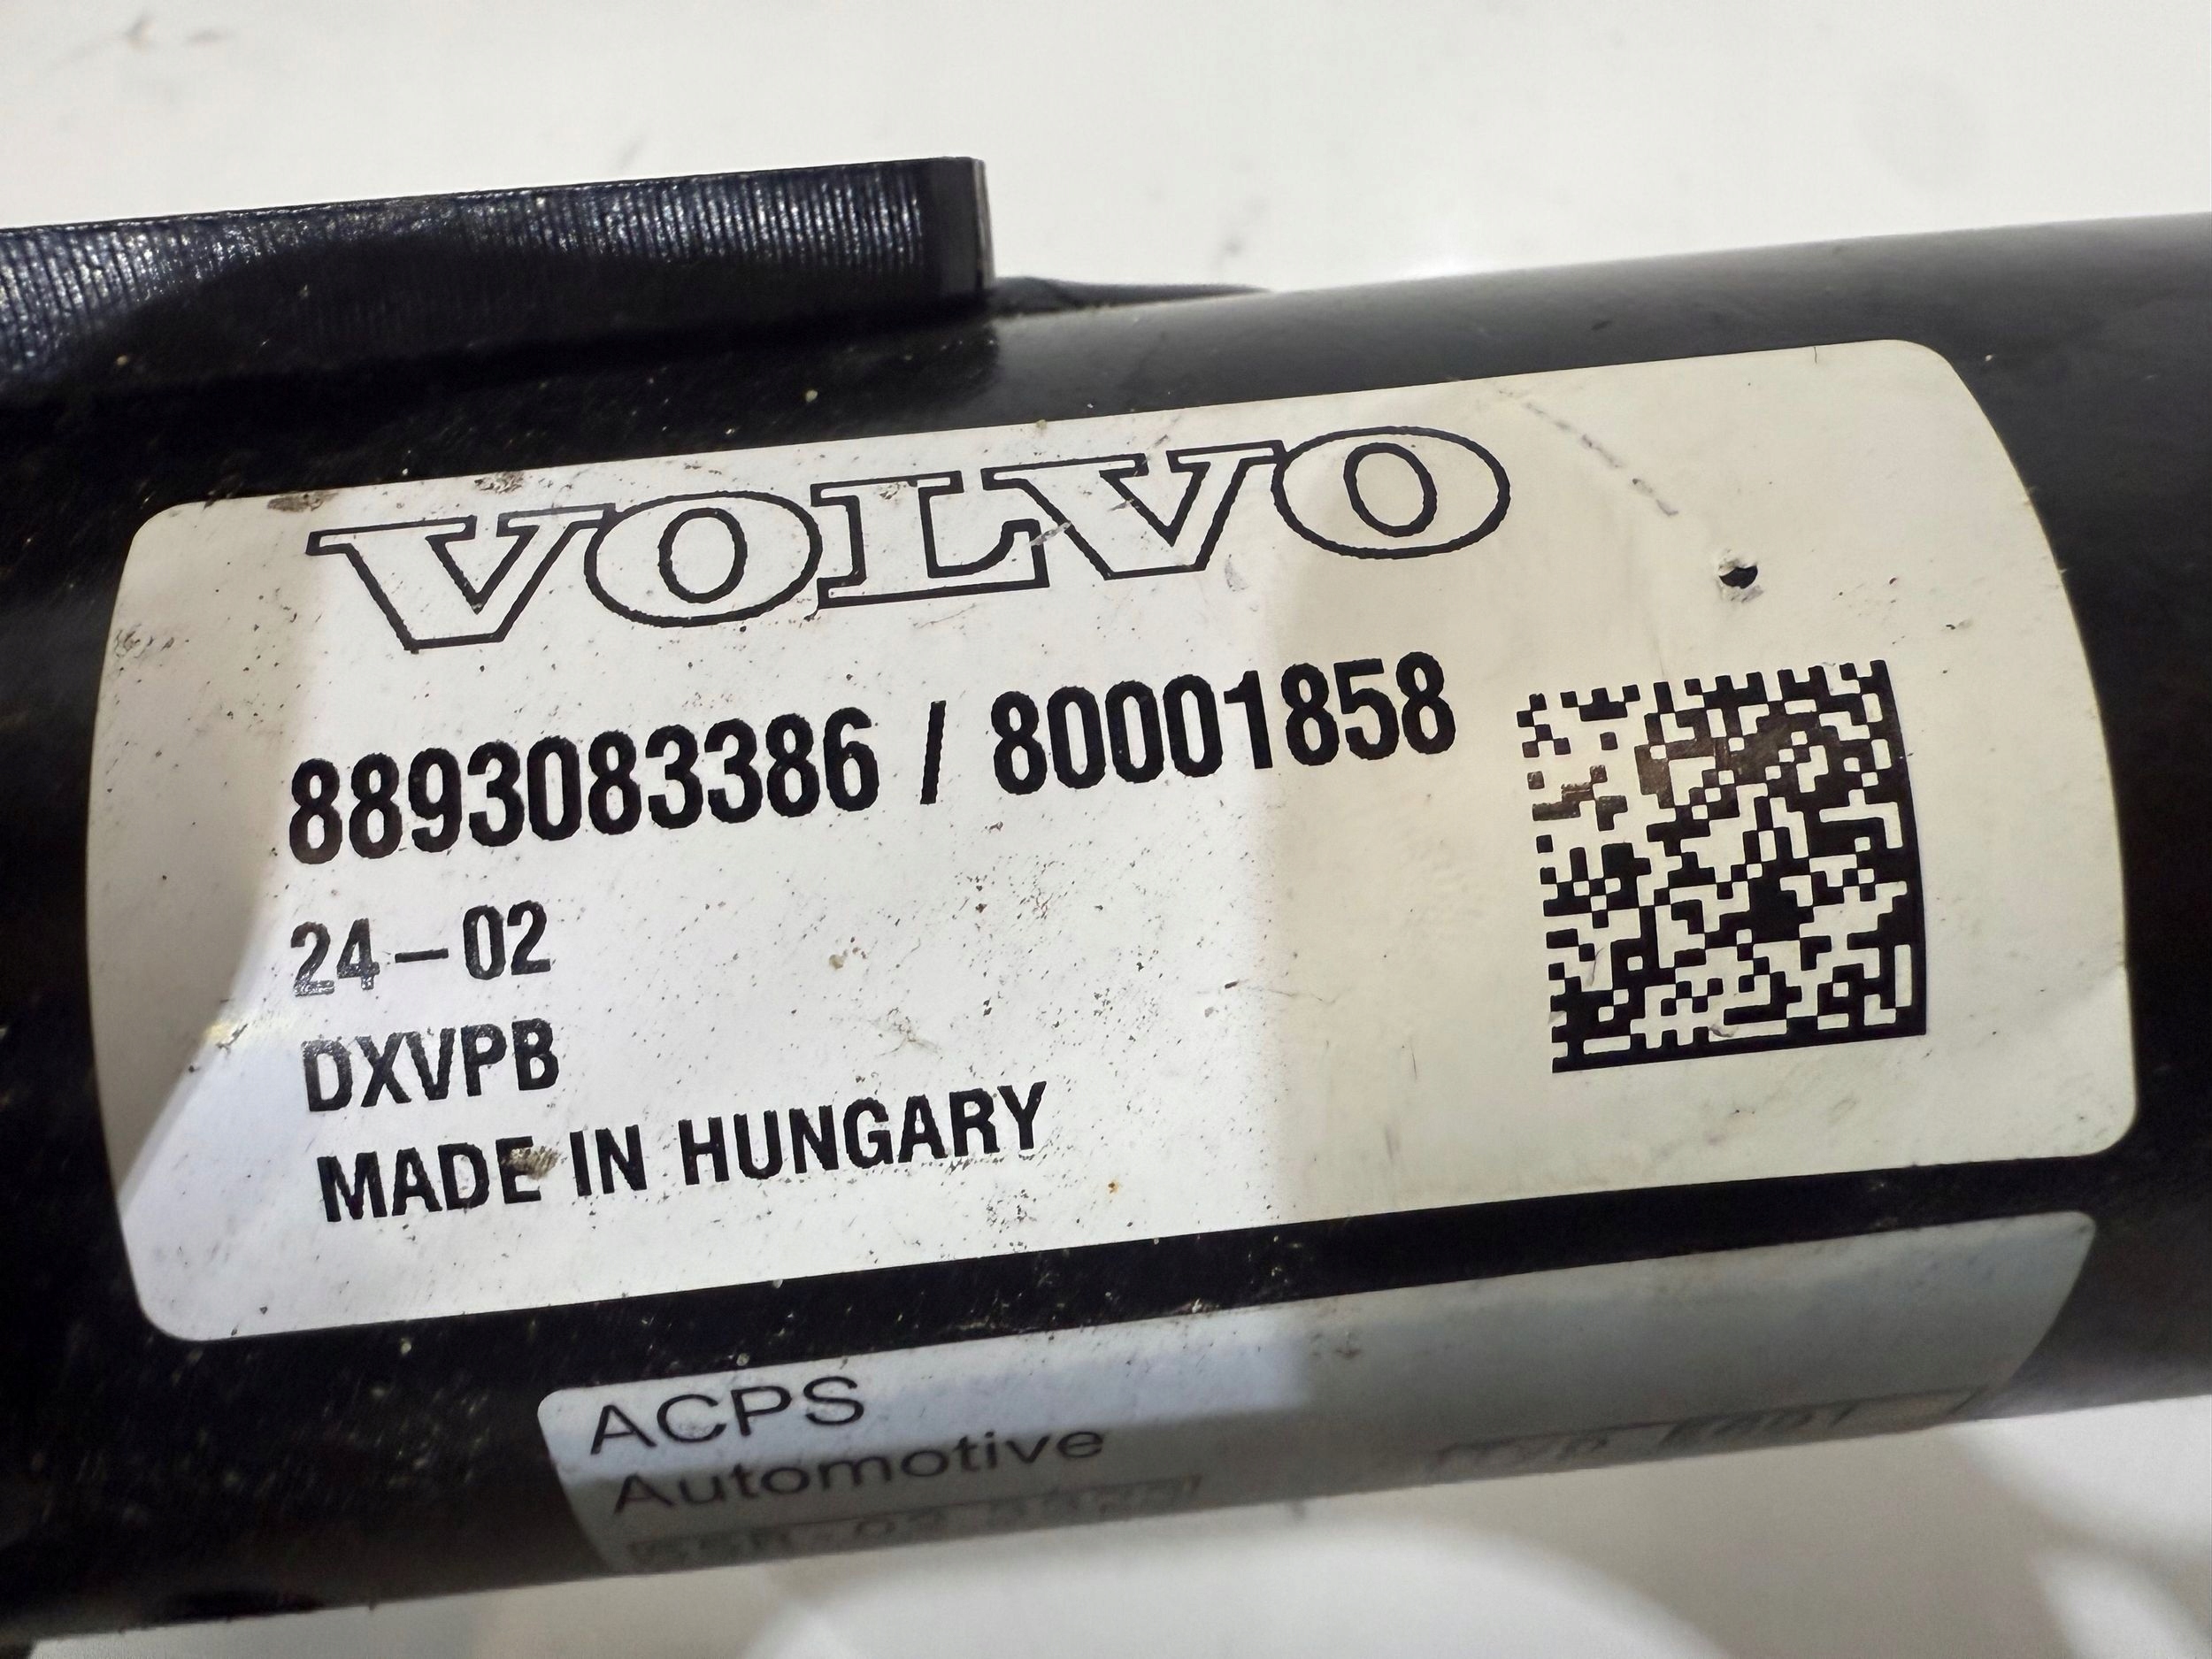 VOLVO
8893083386 / 80001858
24-02
DXVPB
MADE IN HUNGARY
ACPS
Automotive